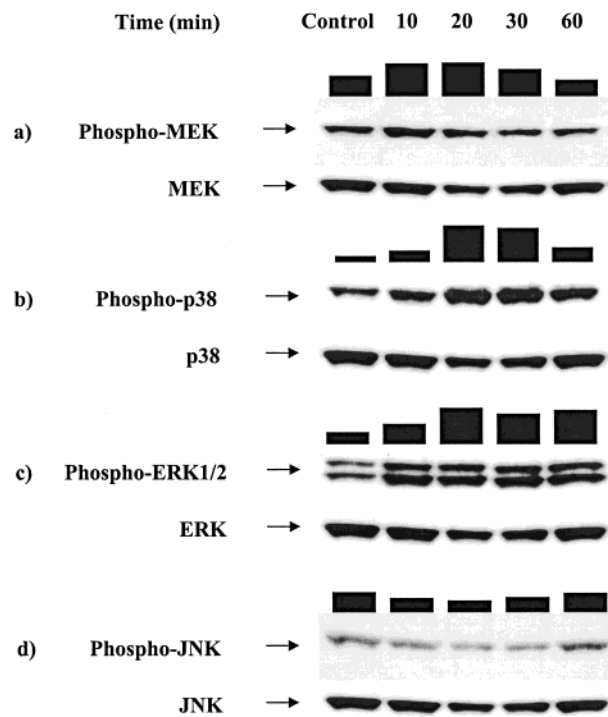 Time (min) Control 10 20 30 60
a) Phospho-MEK
MEK
b) Phospho-p38
p38
c) Phospho-ERK1/2
ERK
d) Phospho-JNK
JNK